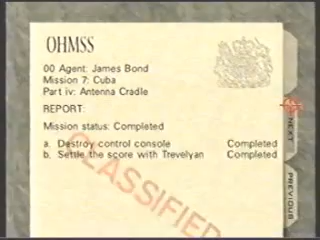 OHMSS
00 Agent: James Bond
Mission 7: Cuba
Part iv: Antenna Cradle
REPORT:
Mission status: Completed
a. Destroy control console Completed
b. Settle the score with Trevelyan Completed
CLASSIFIED
NEXT
PREVIOUS